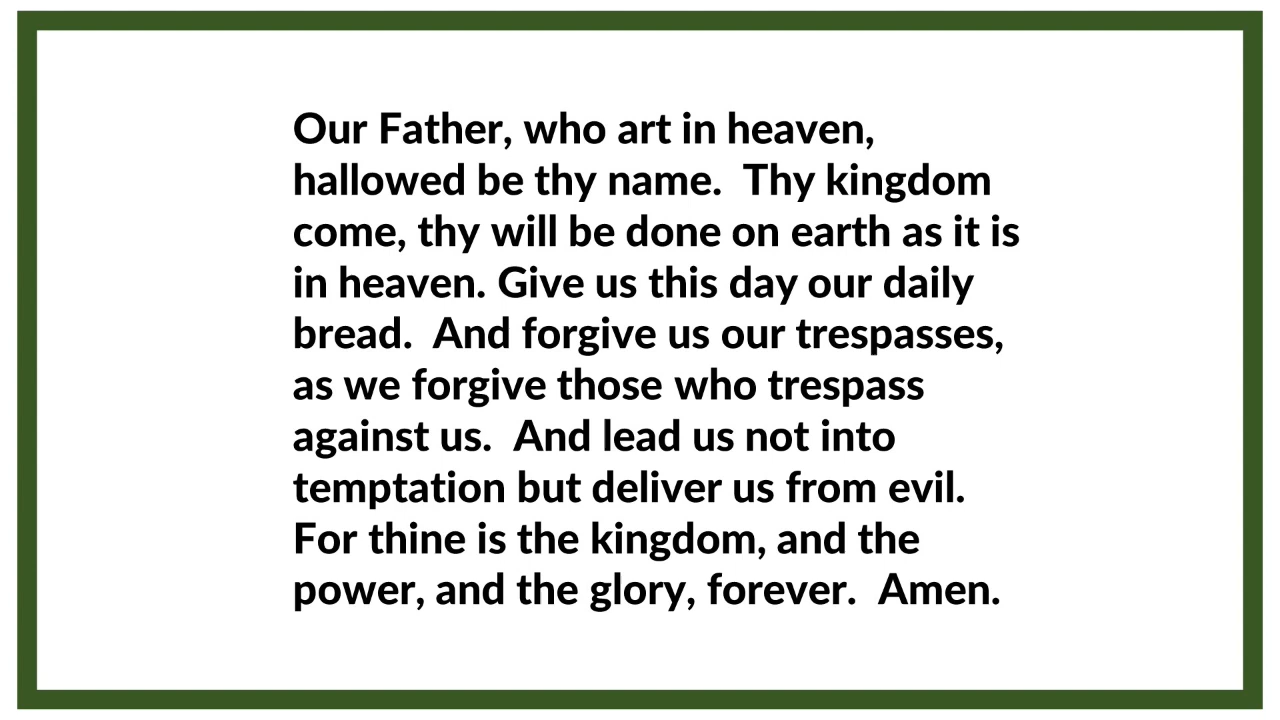 Our Father, who art in heaven,
hallowed be thy name.  Thy kingdom
come, thy will be done on earth as it is
in heaven. Give us this day our daily
bread.  And forgive us our trespasses,
as we forgive those who trespass
against us.  And lead us not into
temptation but deliver us from evil.
For thine is the kingdom, and the
power, and the glory, forever.  Amen.